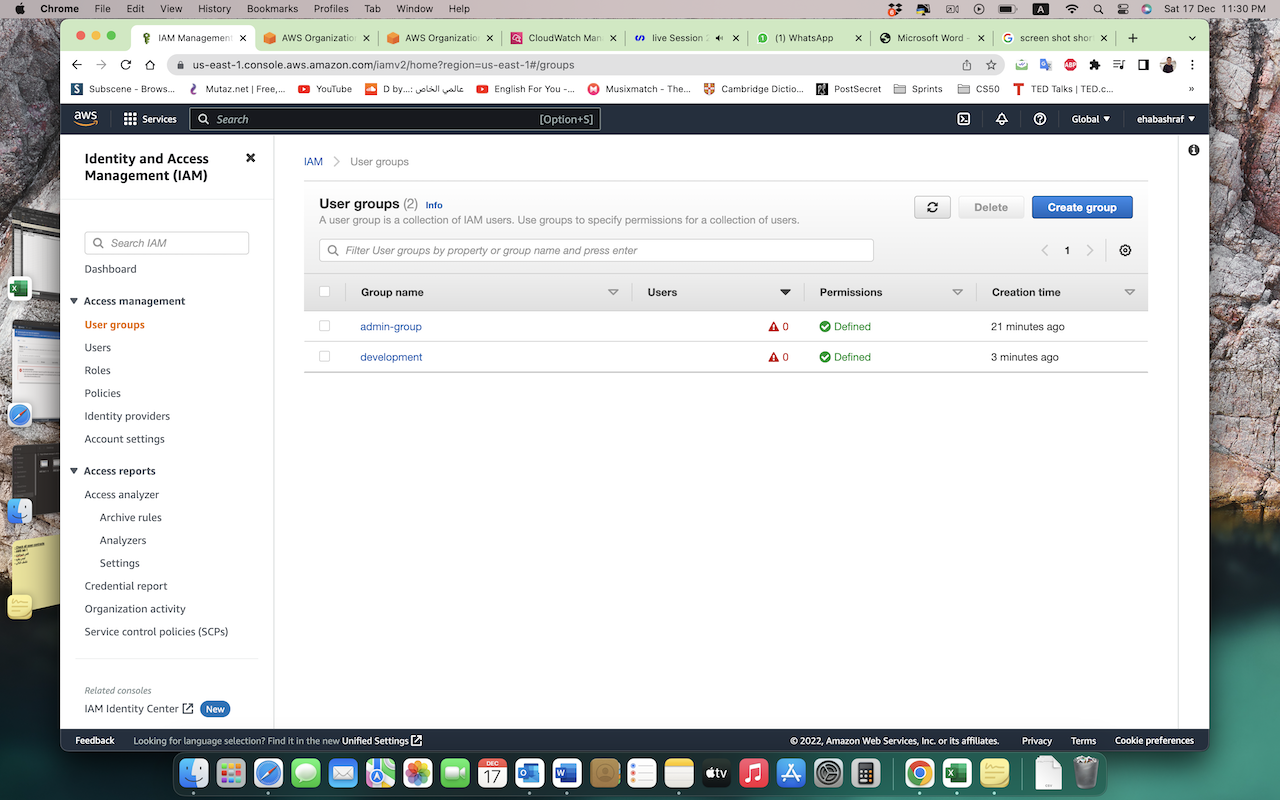 Chrome File Edit View History Bookmarks Profiles Tab Window Help A Sat 17 Dec 11:30 PM
IAM Management AWS Organizatio AWS Organizatio CloudWatch Man live Session 2 (1) WhatsApp Microsoft Word - screen shot short
us-east-1.console.aws.amazon.com/iamv2/home?region=us-east-1#/groups
Subscene - Brows... Mutaz.net | Free,... YouTube D by...: عالمي الخاص English For You -... Musixmatch - The... Cambridge Dictio... PostSecret Sprints CS50 TED Talks | TED.c... »
aws Services Search [Option+S] Global ehabashraf
Identity and Access
Management (IAM)
Search IAM
Dashboard
Access management
User groups
Users
Roles
Policies
Identity providers
Account settings
Access reports
Access analyzer
Archive rules
Analyzers
Settings
Credential report
Organization activity
Service control policies (SCPs)
Related consoles
IAM Identity Center New
IAM User groups
User groups (2) Info
A user group is a collection of IAM users. Use groups to specify permissions for a collection of users.
Delete Create group
Filter User groups by property or group name and press enter
1
Group name Users Permissions Creation time
admin-group 0 Defined 21 minutes ago
development 0 Defined 3 minutes ago
Feedback Looking for language selection? Find it in the new Unified Settings © 2022, Amazon Web Services, Inc. or its affiliates. Privacy Terms Cookie preferences
DEC
17
tv